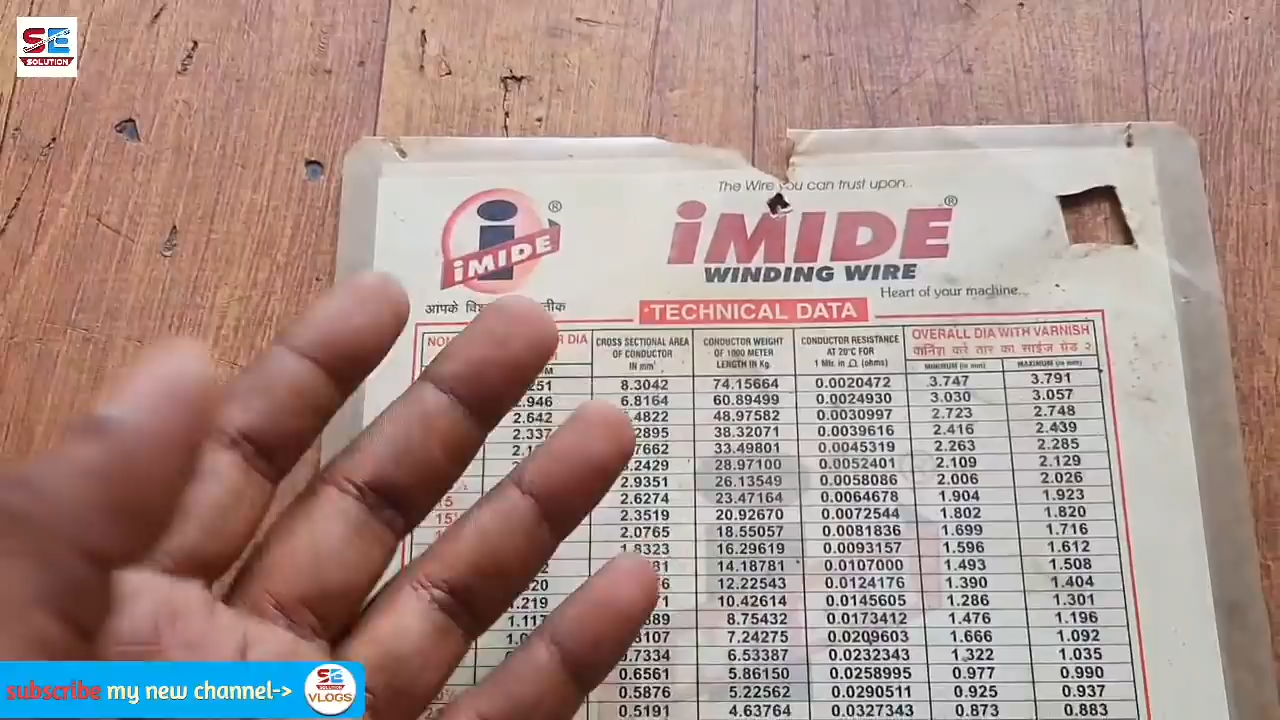 SE
SOLUTION
The Wire you can trust upon..
iMIDE®
iMIDE®
WINDING WIRE
Heart of your machine...
आपके
TECHNICAL DATA
DIA
CROSS SECTIONAL AREA OF CONDUCTOR IN mm²
CONDUCTOR WEIGHT OF 1000 METER LENGTH IN Kg.
CONDUCTOR RESISTANCE AT 20°C FOR 1 Mtr. in Ω (ohms)
OVERALL DIA WITH VARNISH
वार्निश करे तार का साईज ग्रेड २
MINIMUM (in mm) MAXIMUM (in mm)
8.3042 74.15664 0.0020472 3.747 3.791
6.8164 60.89499 0.0024930 3.030 3.057
2.642 48.97582 0.0030997 2.723 2.748
2.337 38.32071 0.0039616 2.416 2.439
33.49801 0.0045319 2.263 2.285
28.97100 0.0052401 2.109 2.129
2.9351 26.13549 0.0058086 2.006 2.026
15 2.6274 23.47164 0.0064678 1.904 1.923
2.3519 20.92670 0.0072544 1.802 1.820
2.0765 18.55057 0.0081836 1.699 1.716
1.8323 16.29619 0.0093157 1.596 1.612
14.18781 0.0107000 1.493 1.508
12.22543 0.0124176 1.390 1.404
1.219 10.42614 0.0145605 1.286 1.301
8.75432 0.0173412 1.476 1.196
7.24275 0.0209603 1.666 1.092
0.7334 6.53387 0.0232343 1.322 1.035
0.6561 5.86150 0.0258995 0.977 0.990
0.5876 5.22562 0.0290511 0.925 0.937
0.5191 4.63764 0.0327343 0.873 0.883
subscribe my new channel->
SE
SOLUTION
VLOGS